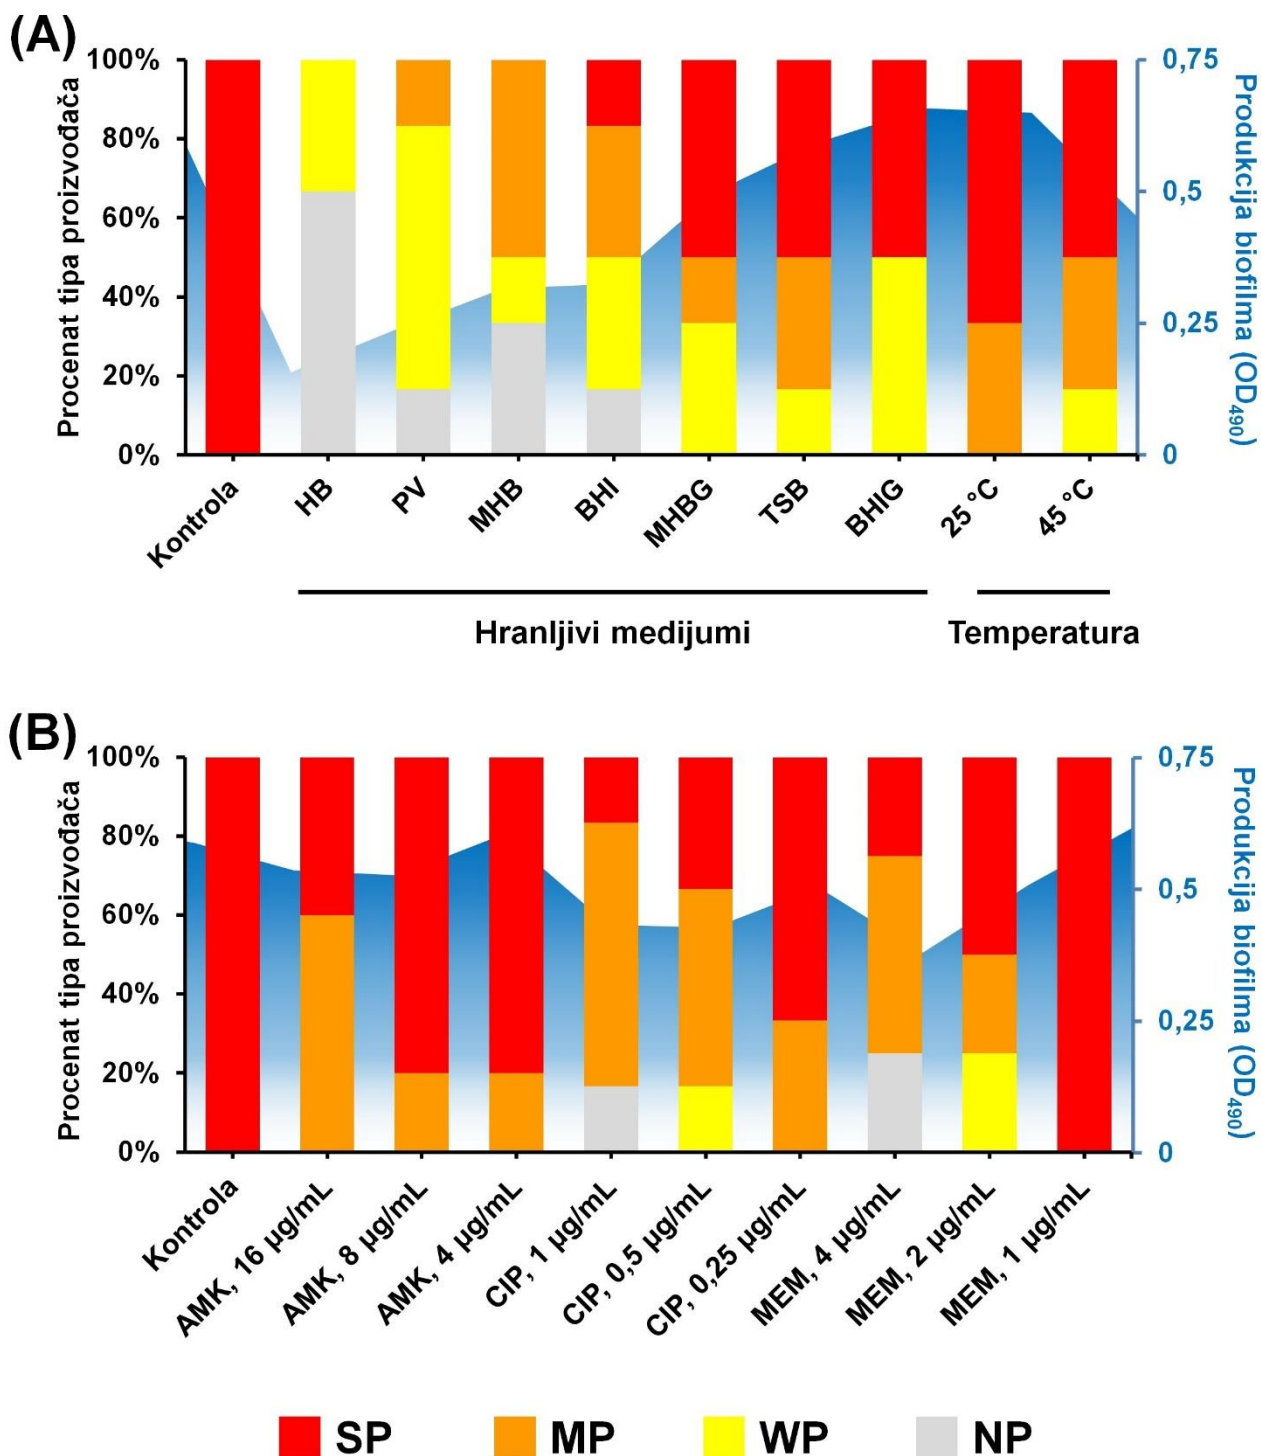 (A)
100%
80%
60%
40%
20%
0%
Procenat tipa proizvođača
0,75
0,5
0,25
0
Produkcija biofilma (OD490)
Kontrola
HB
PV
MHB
BHI
MHBG
TSB
BHIG
25 °C
45 °C
Hranljivi medijumi
Temperatura
(B)
100%
80%
60%
40%
20%
0%
Procenat tipa proizvođača
0,75
0,5
0,25
0
Produkcija biofilma (OD490)
Kontrola
AMK, 16 µg/mL
AMK, 8 µg/mL
AMK, 4 µg/mL
CIP, 1 µg/mL
CIP, 0,5 µg/mL
CIP, 0,25 µg/mL
MEM, 4 µg/mL
MEM, 2 µg/mL
MEM, 1 µg/mL
SP MP WP NP